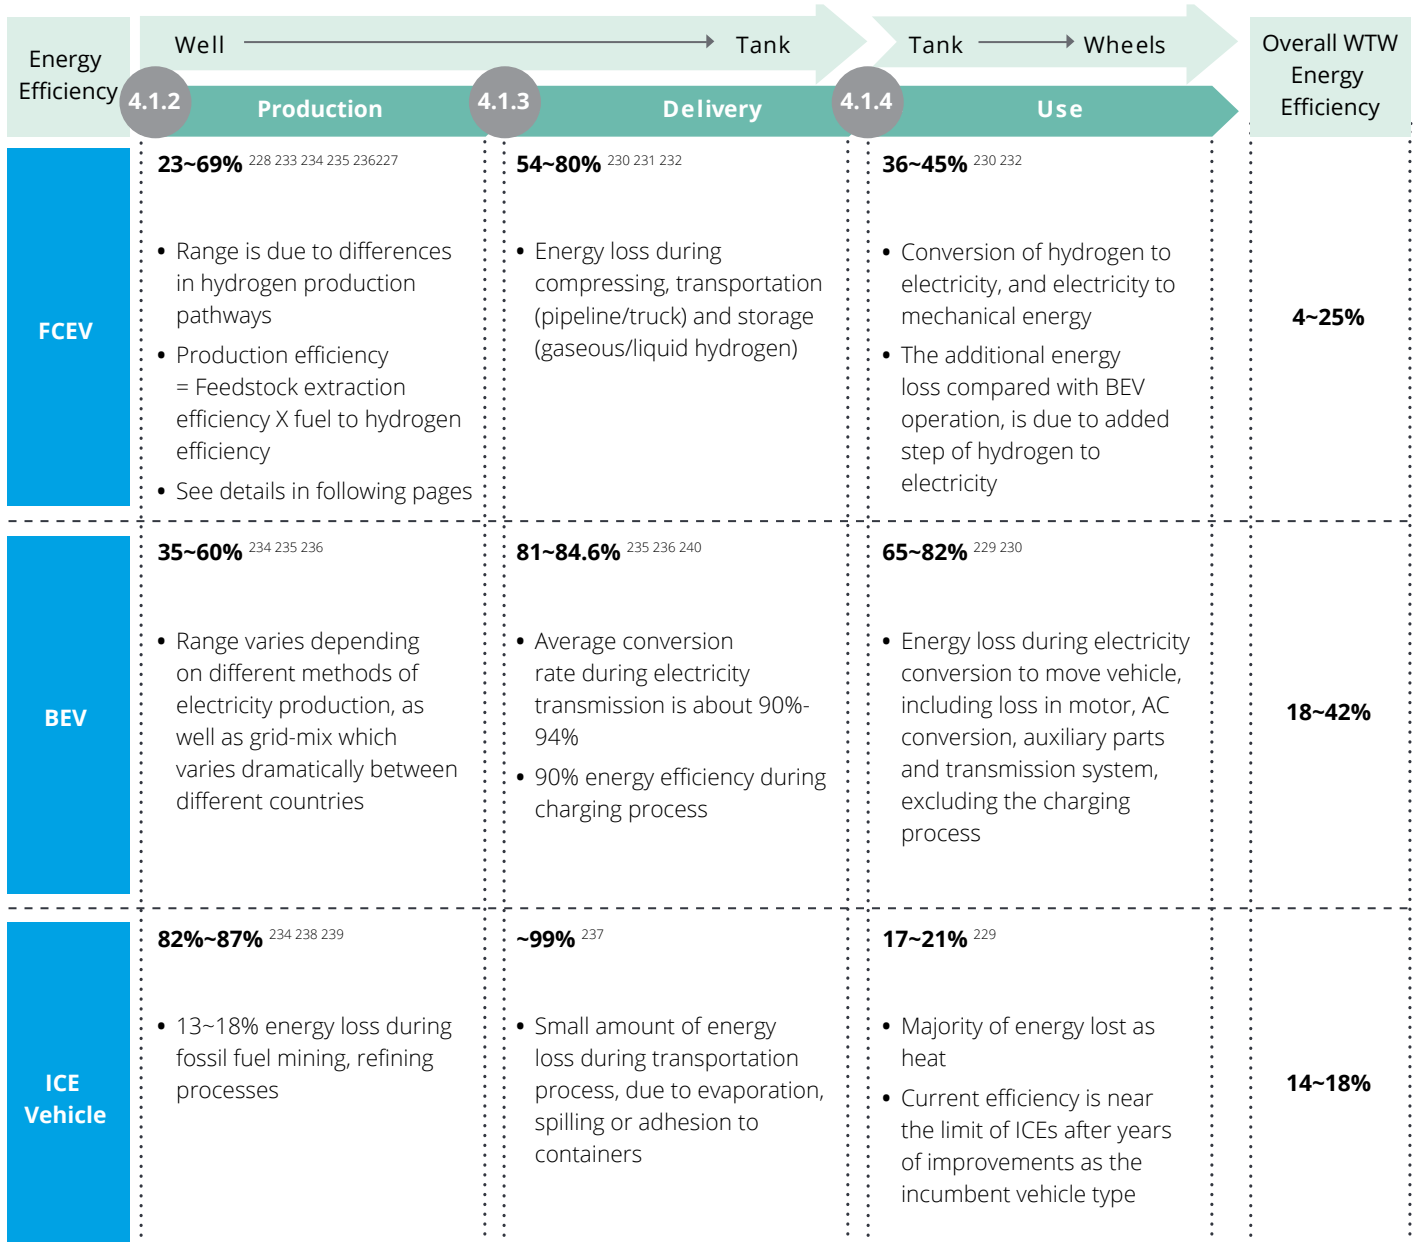 Energy
Efficiency
Well
Tank
Tank
Wheels
Overall WTW
Energy
Efficiency
4.1.2
Production
4.1.3
Delivery
4.1.4
Use
FCEV
23~69% 228 233 234 235 236227
• Range is due to differences
in hydrogen production
pathways
• Production efficiency
= Feedstock extraction
efficiency X fuel to hydrogen
efficiency
• See details in following pages
54~80% 230 231 232
• Energy loss during
compressing, transportation
(pipeline/truck) and storage
(gaseous/liquid hydrogen)
36~45% 230 232
• Conversion of hydrogen to
electricity, and electricity to
mechanical energy
• The additional energy
loss compared with BEV
operation, is due to added
step of hydrogen to
electricity
4~25%
BEV
35~60% 234 235 236
• Range varies depending
on different methods of
electricity production, as
well as grid-mix which
varies dramatically between
different countries
81~84.6% 235 236 240
• Average conversion
rate during electricity
transmission is about 90%-
94%
• 90% energy efficiency during
charging process
65~82% 229 230
• Energy loss during electricity
conversion to move vehicle,
including loss in motor, AC
conversion, auxiliary parts
and transmission system,
excluding the charging
process
18~42%
ICE
Vehicle
82%~87% 234 238 239
• 13~18% energy loss during
fossil fuel mining, refining
processes
~99% 237
• Small amount of energy
loss during transportation
process, due to evaporation,
spilling or adhesion to
containers
17~21% 229
• Majority of energy lost as
heat
• Current efficiency is near
the limit of ICEs after years
of improvements as the
incumbent vehicle type
14~18%